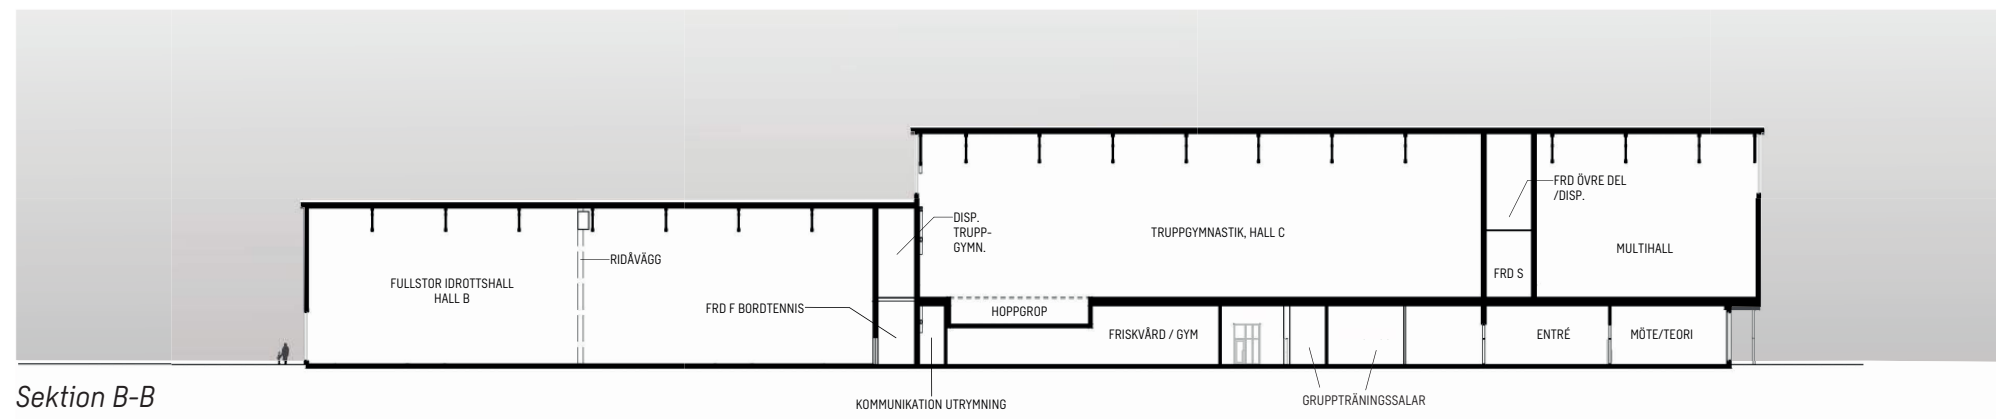 FRD ÖVRE DEL
/DISP.
DISP.
TRUPP-
GYMN.
TRUPPGYMNASTIK, HALL C
MULTIHALL
RIDÅVÄGG
FRD S
FULLSTOR IDROTTSHALL
HALL B
FRD F BORDTENNIS
HOPPGROP
FRISKVÅRD / GYM
ENTRÉ
MÖTE/TEORI
Sektion B-B
KOMMUNIKATION UTRYMNING
GRUPPTRÄNINGSSALAR